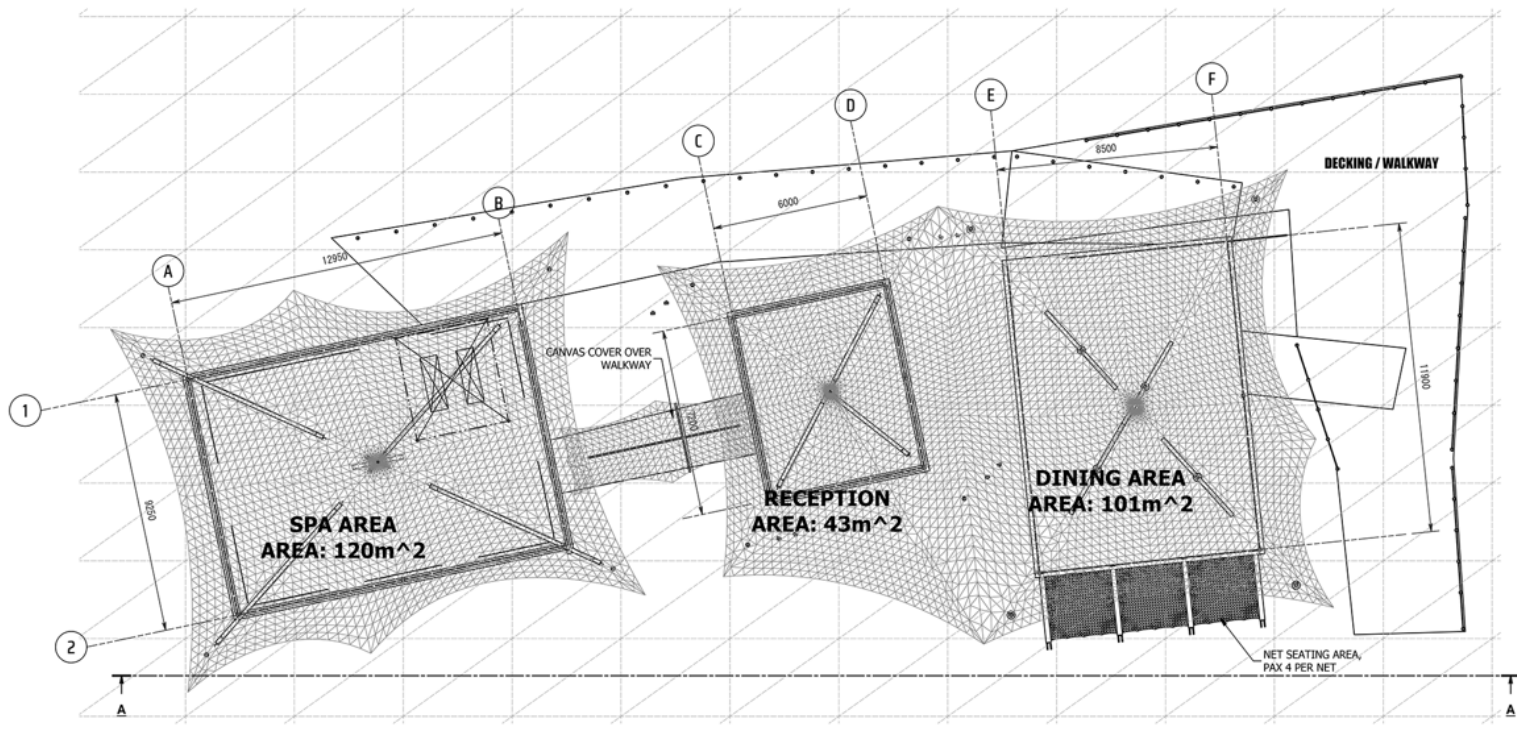 F
E
D
8500
DECKING / WALKWAY
C
6000
B
12950
A
CANVAS COVER OVER
WALKWAY
11900
1
7200
9250
SPA AREA
AREA: 120m^2
RECEPTION
AREA: 43m^2
DINING AREA
AREA: 101m^2
2
NET SEATING AREA,
PAX 4 PER NET
A
A